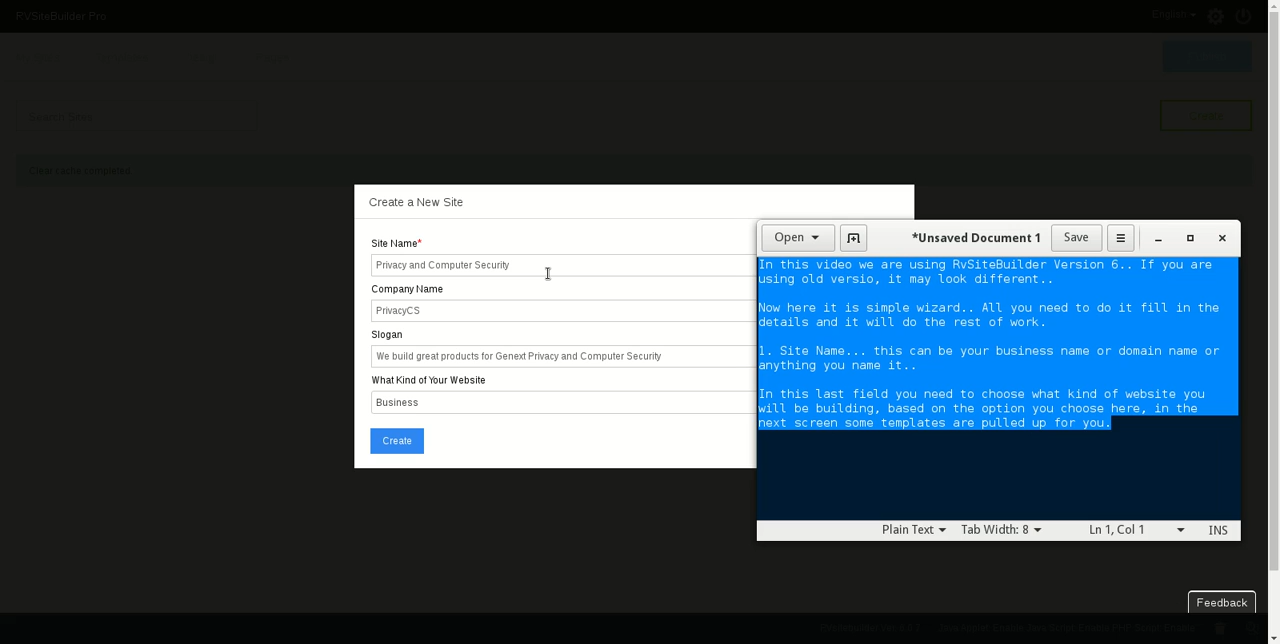 RVSiteBuilder Pro
English
Search Sites
Create
Clear cache completed
Create a New Site
Site Name*
Privacy and Computer Security
Company Name
PrivacyCS
Slogan
We build great products for Genext Privacy and Computer Security
What Kind of Your Website
Business
Create
Open
*Unsaved Document 1
Save
In this video we are using RvSiteBuilder Version 6.. If you are
using old versio, it may look different..
Now here it is simple wizard.. All you need to do it fill in the
details and it will do the rest of work.
1. Site Name... this can be your business name or domain name or
anything you name it..
In this last field you need to choose what kind of website you
will be building, based on the option you choose here, in the
next screen some templates are pulled up for you.
Plain Text
Tab Width: 8
Ln 1, Col 1
INS
Feedback